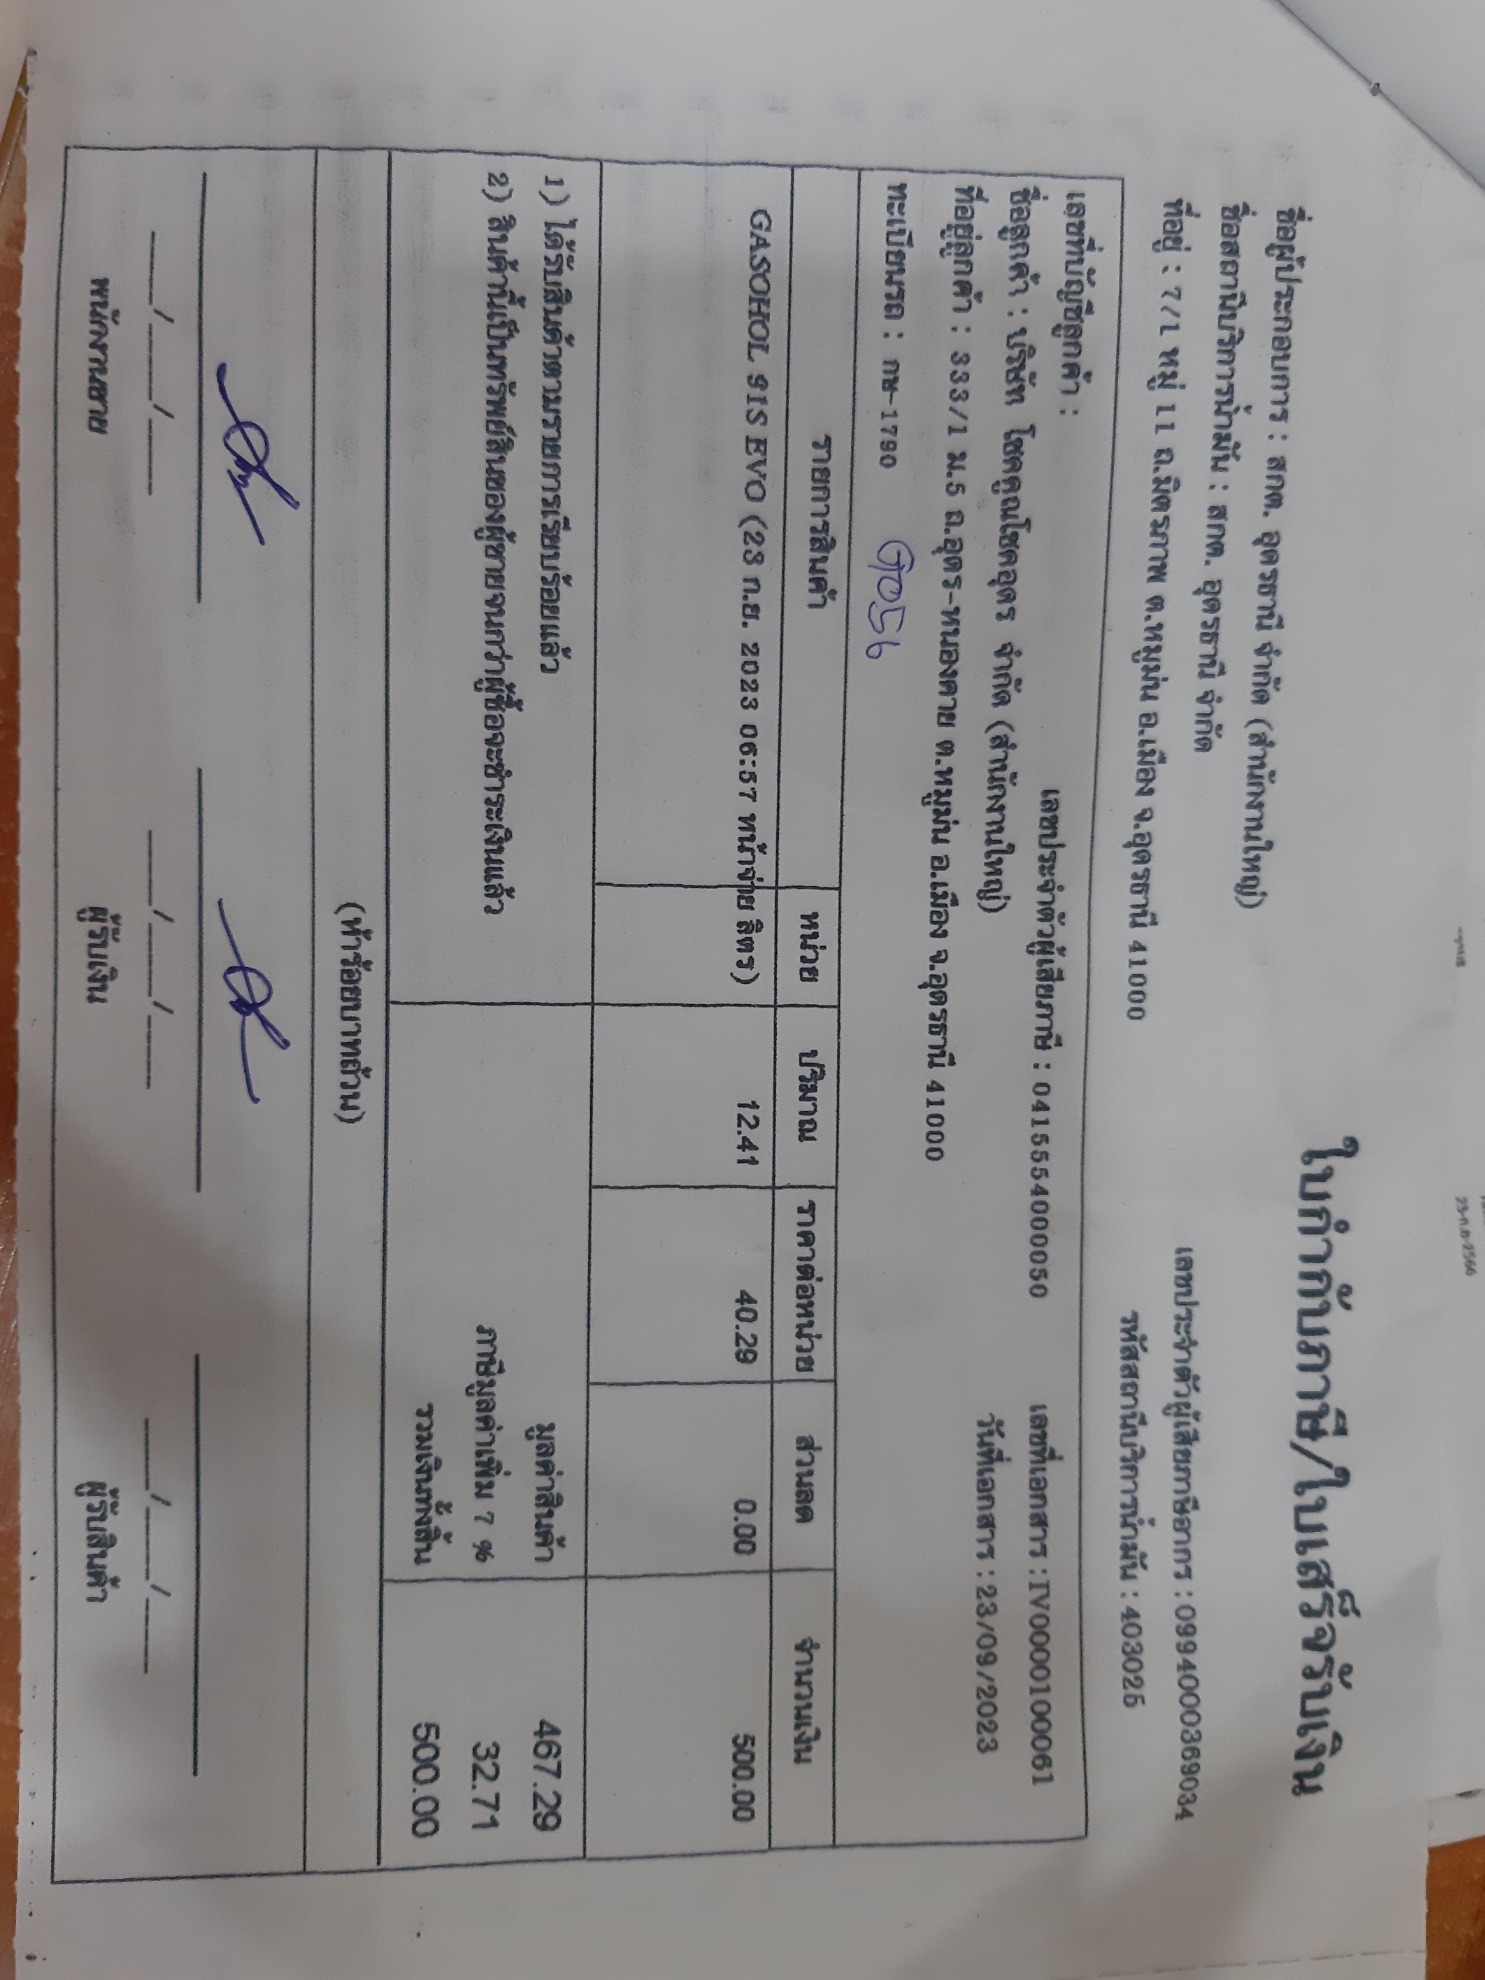 ใบกำกับภาษี/ใบเสร็จรับเงิน
ชื่อผู้ประกอบการ : สกต. อุดรธานี จำกัด (สำนักงานใหญ่)
ชื่อสถานีบริการน้ำมัน : สกต. อุดรธานี จำกัด
เลขประจำตัวผู้เสียภาษีอากร : 0994000369034
ที่อยู่ : 7/1 หมู่ 11 ถ.มิตรภาพ ต.หมูม่น อ.เมือง จ.อุดรธานี 41000
รหัสสถานีบริการน้ำมัน : 403025
เลขที่บัญชีลูกค้า :
เลขประจำตัวผู้เสียภาษี : 0415554000050
เลขที่เอกสาร : IV0000100061
ชื่อลูกค้า : บริษัท โชคคูณโชคอุดร จำกัด (สำนักงานใหญ่)
วันที่เอกสาร : 23/09/2023
ที่อยู่ลูกค้า : 333/1 ม.5 ถ.อุดร-หนองคาย ต.หมูม่น อ.เมือง จ.อุดรธานี 41000
ทะเบียนรถ : กษ-1790
รายการสินค้า หน่วย ปริมาณ ราคาต่อหน่วย ส่วนลด จำนวนเงิน
GASOHOL 91S EVO (23 ก.ย. 2023 06:57 หน้าจ่าย ลิตร) 12.41 40.29 0.00 500.00
1) ได้รับสินค้าตามรายการเรียบร้อยแล้ว
มูลค่าสินค้า 467.29
2) สินค้านี้เป็นทรัพย์สินของผู้ขายจนกว่าผู้ซื้อจะชำระเงินแล้ว
ภาษีมูลค่าเพิ่ม 7 % 32.71
รวมเงินทั้งสิ้น 500.00
(ห้าร้อยบาทถ้วน)
___/___/___ ___/___/___ ___/___/___
พนักงานขาย ผู้รับเงิน ผู้รับสินค้า
23-ก.ย-2566